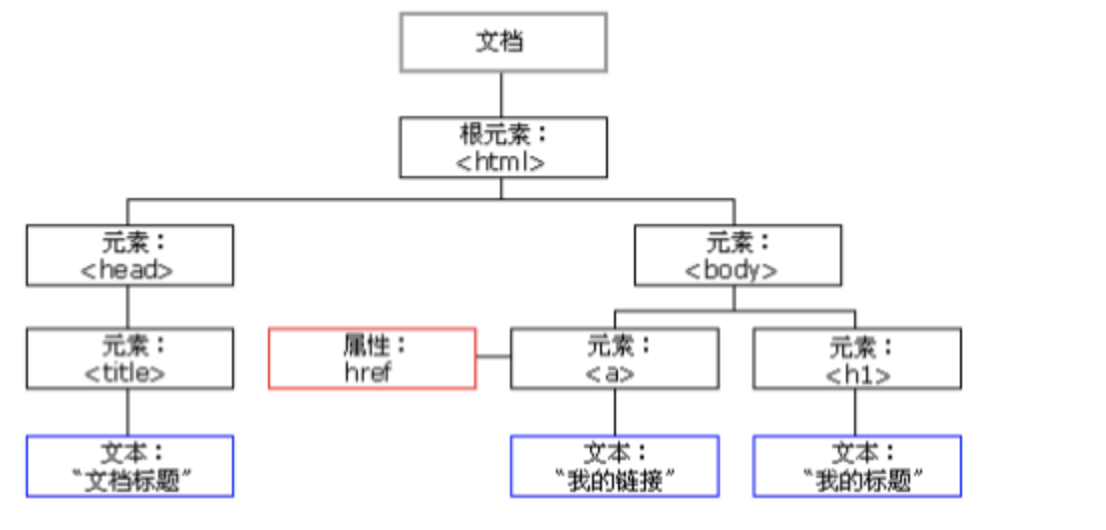 文档
根元素：
<html>
元素：
<head>
元素：
<body>
元素：
<title>
属性：
href
元素：
<a>
元素：
<h1>
文本：
“文档标题”
文本：
“我的链接”
文本：
“我的标题”